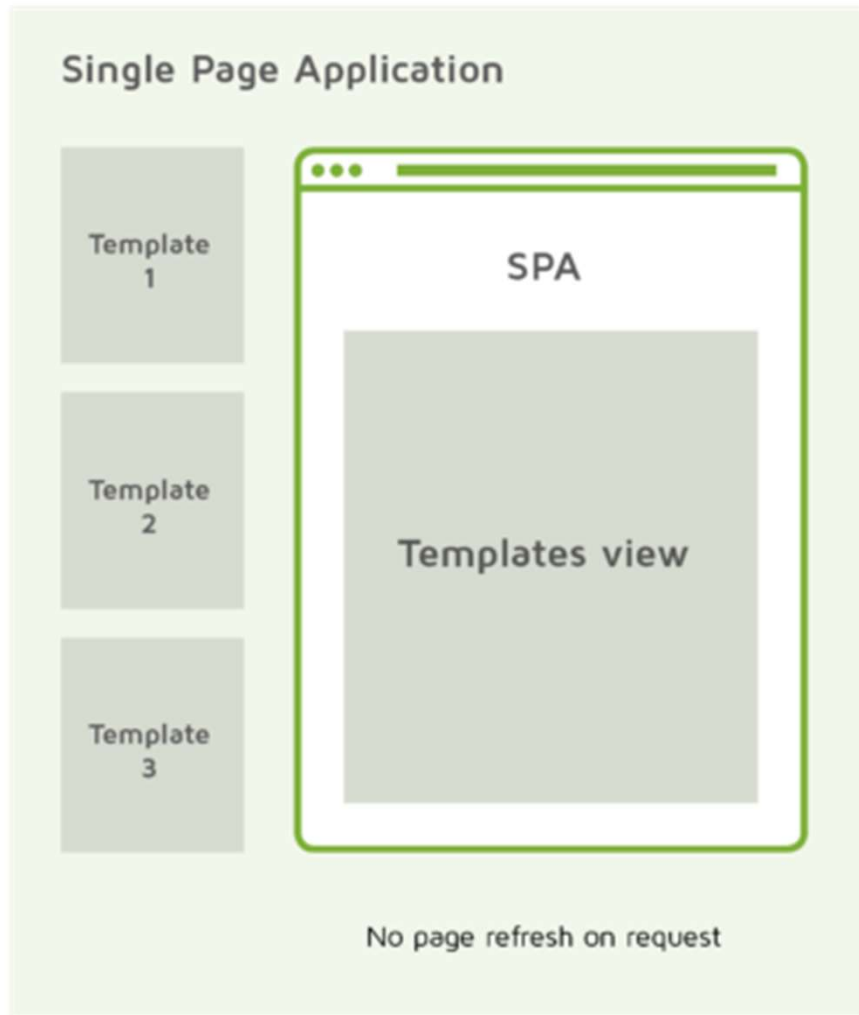 Single Page Application
Template
1
Template
2
Template
3
SPA
Templates view
No page refresh on request